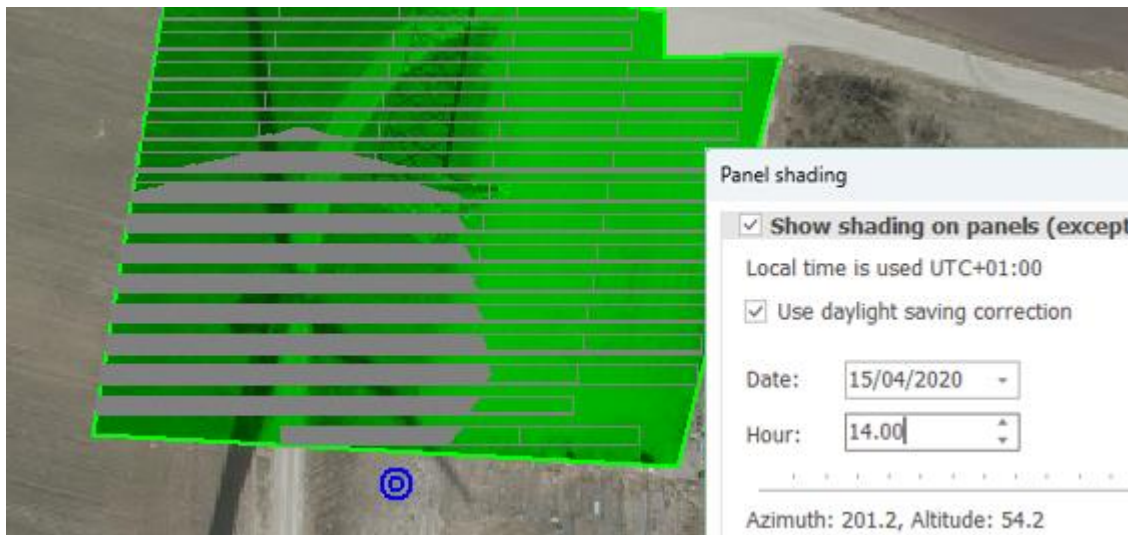 Panel shading
Show shading on panels (except
Local time is used UTC+01:00
Use daylight saving correction
Date: 15/04/2020
Hour: 14.00
Azimuth: 201.2, Altitude: 54.2